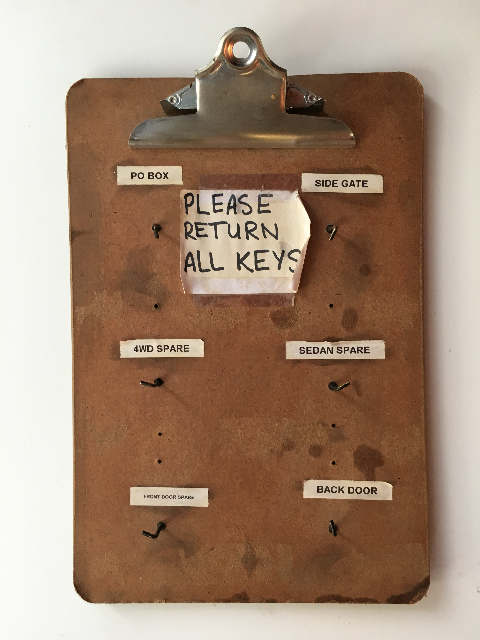 PO BOX
SIDE GATE
PLEASE
RETURN
ALL KEYS
4WD SPARE
SEDAN SPARE
FRONT DOOR SPARE
BACK DOOR